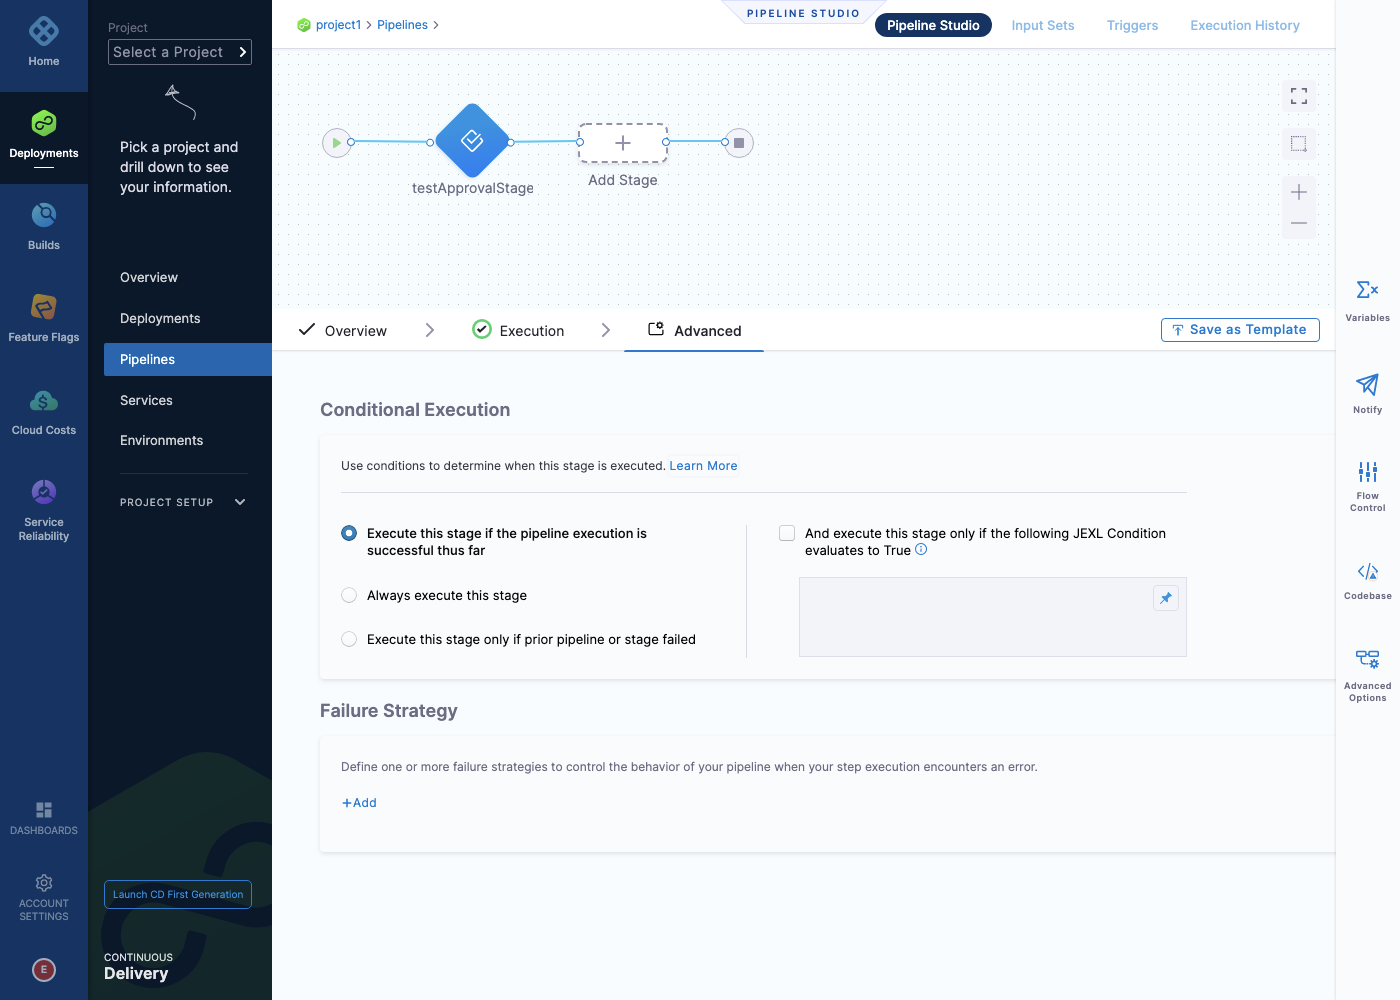 Home
Deployments
Builds
Feature Flags
Cloud Costs
Service
Reliability
DASHBOARDS
ACCOUNT
SETTINGS
E
Project
Select a Project
Pick a project and
drill down to see
your information.
Overview
Deployments
Pipelines
Services
Environments
PROJECT SETUP
Launch CD First Generation
CONTINUOUS
Delivery
project1 > Pipelines >
PIPELINE STUDIO
Pipeline Studio
Input Sets
Triggers
Execution History
testApprovalStage
Add Stage
Overview
Execution
Advanced
Save as Template
Conditional Execution
Use conditions to determine when this stage is executed. Learn More
Execute this stage if the pipeline execution is
successful thus far
Always execute this stage
Execute this stage only if prior pipeline or stage failed
And execute this stage only if the following JEXL Condition
evaluates to True
Failure Strategy
Define one or more failure strategies to control the behavior of your pipeline when your step execution encounters an error.
+Add
Variables
Notify
Flow
Control
Codebase
Advanced
Options